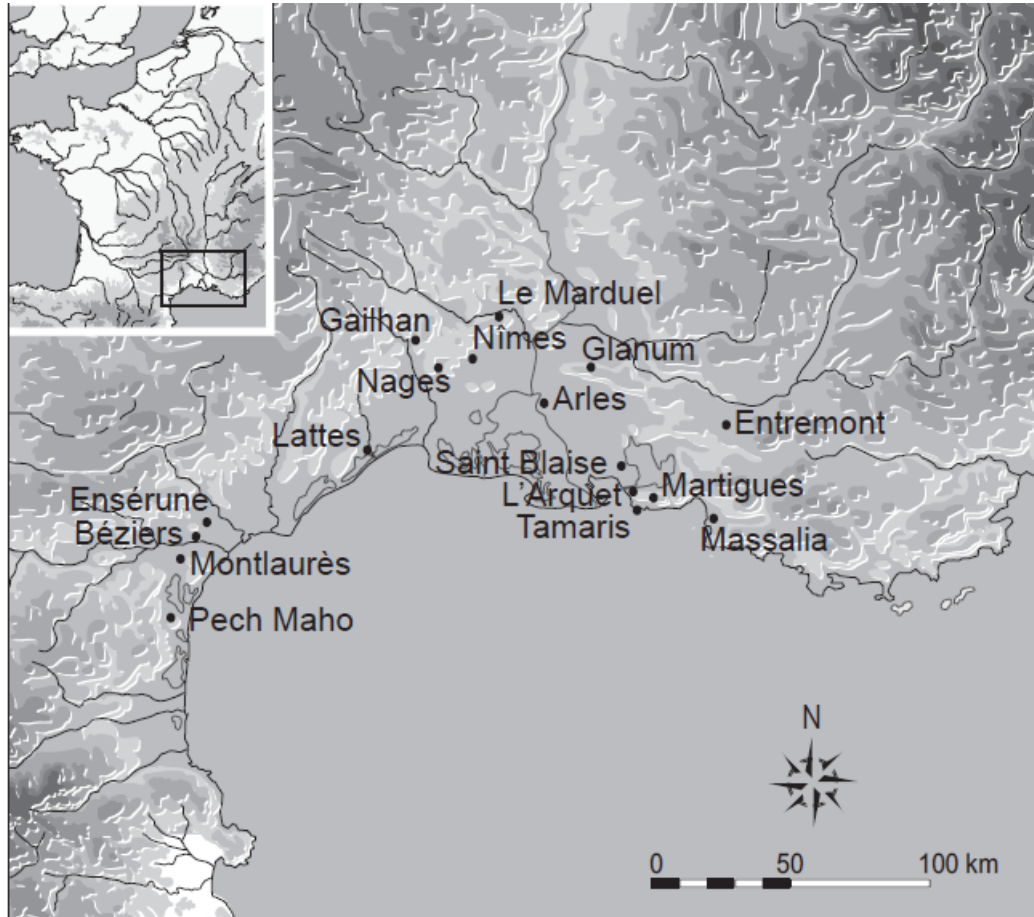 Le Marduel
Gailhan
Nîmes
Glanum
Nages
Arles
Entremont
Lattes
Saint Blaise
L'Arquet
Martigues
Ensérune
Tamaris
Béziers
Massalia
Montlaurès
Pech Maho
N
0 50 100 km